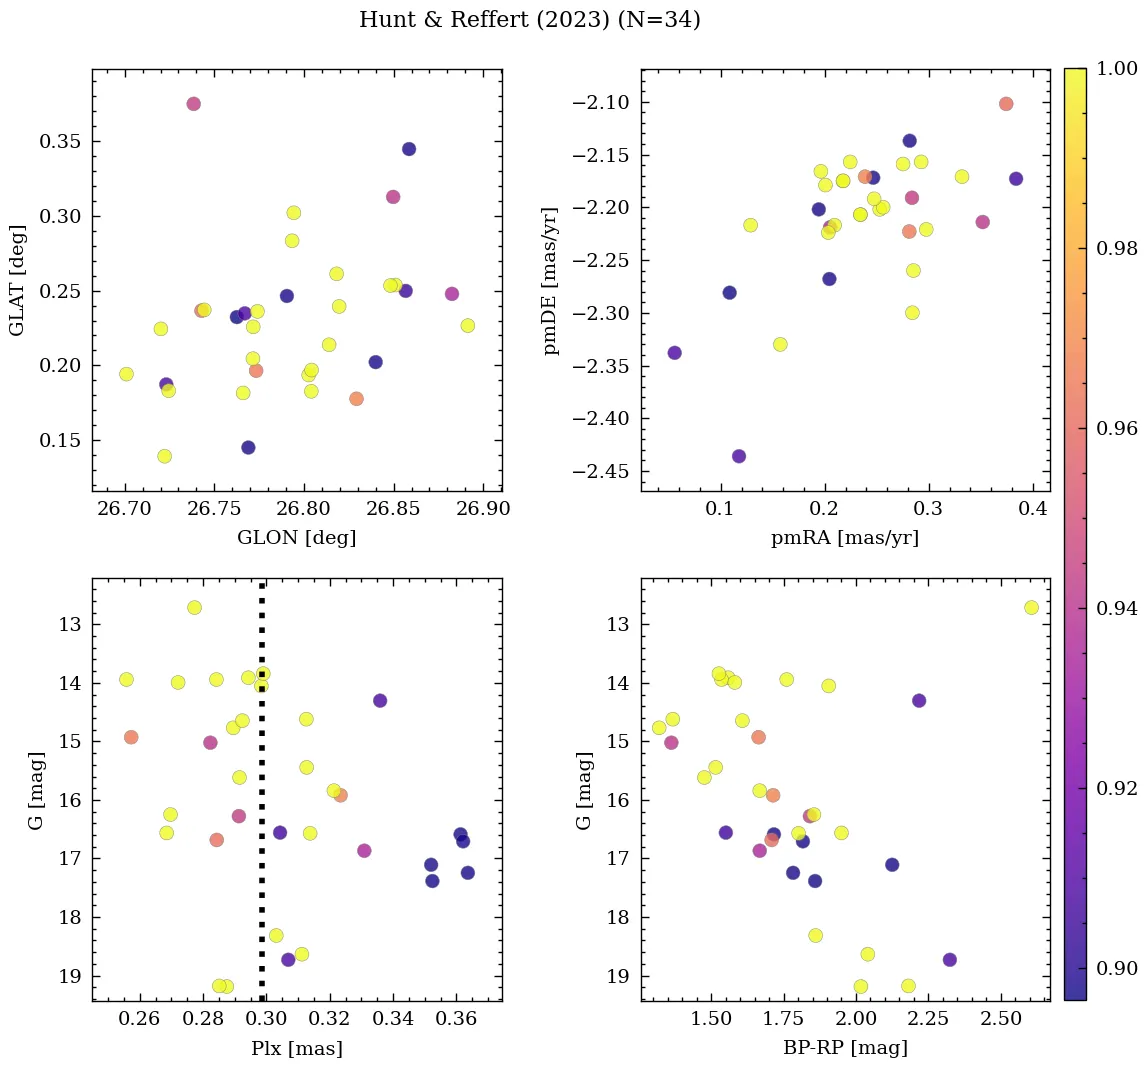 Hunt & Reffert (2023) (N=34)
GLAT [deg]
0.35
0.30
0.25
0.20
0.15
26.70 26.75 26.80 26.85 26.90
GLON [deg]
pmDE [mas/yr]
−2.10
−2.15
−2.20
−2.25
−2.30
−2.35
−2.40
−2.45
0.1 0.2 0.3 0.4
pmRA [mas/yr]
1.00
0.98
0.96
0.94
0.92
0.90
G [mag]
13
14
15
16
17
18
19
0.26 0.28 0.30 0.32 0.34 0.36
Plx [mas]
G [mag]
13
14
15
16
17
18
19
1.50 1.75 2.00 2.25 2.50
BP-RP [mag]